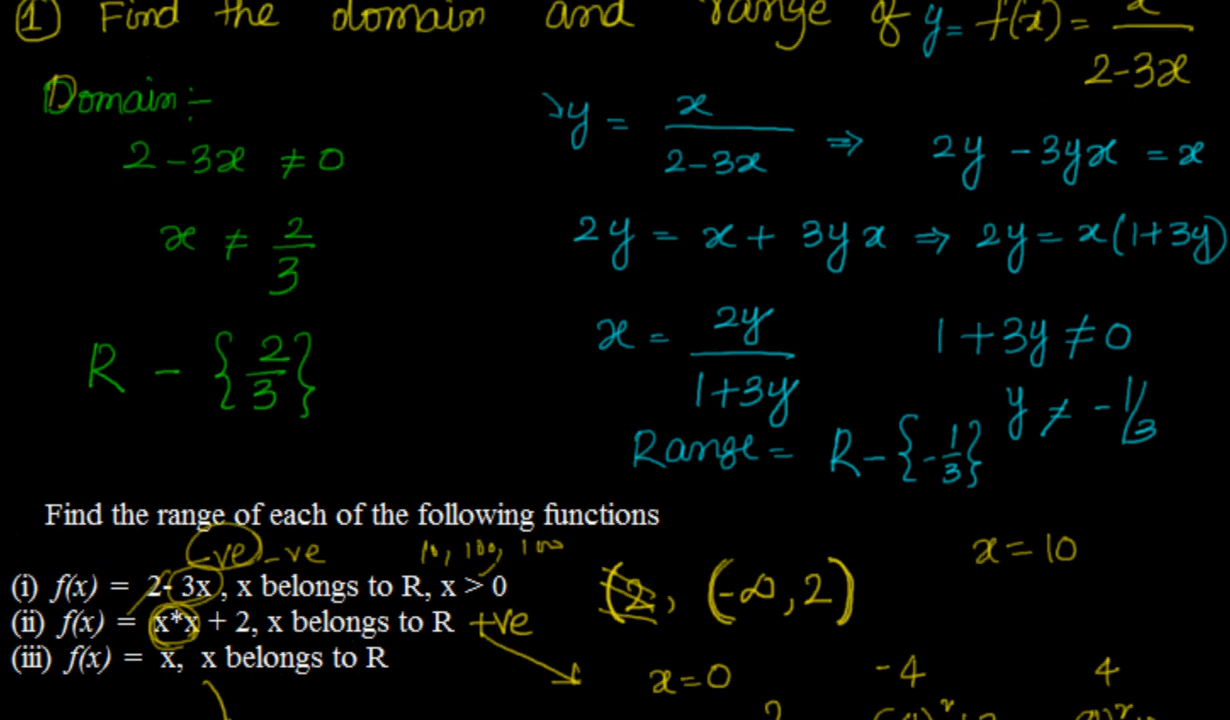 ① Find the domain and range of y= f(x) = x
2-3x
Domain :-
2-3x ≠ 0
x ≠ 2/3
R - {2/3}
y = x/(2-3x) ⇒ 2y - 3yx = x
2y = x + 3yx ⇒ 2y = x(1+3y)
x = 2y/(1+3y) 1+3y ≠ 0
y ≠ -1/3
Range = R-{-1/3}
Find the range of each of the following functions
-ve -ve 10, 100, x = 10
(i) f(x) = 2- 3x , x belongs to R, x > 0 (2, (-∞,2)
(ii) f(x) = x*x + 2, x belongs to R +ve
(iii) f(x) = x, x belongs to R
x=0 -4 4